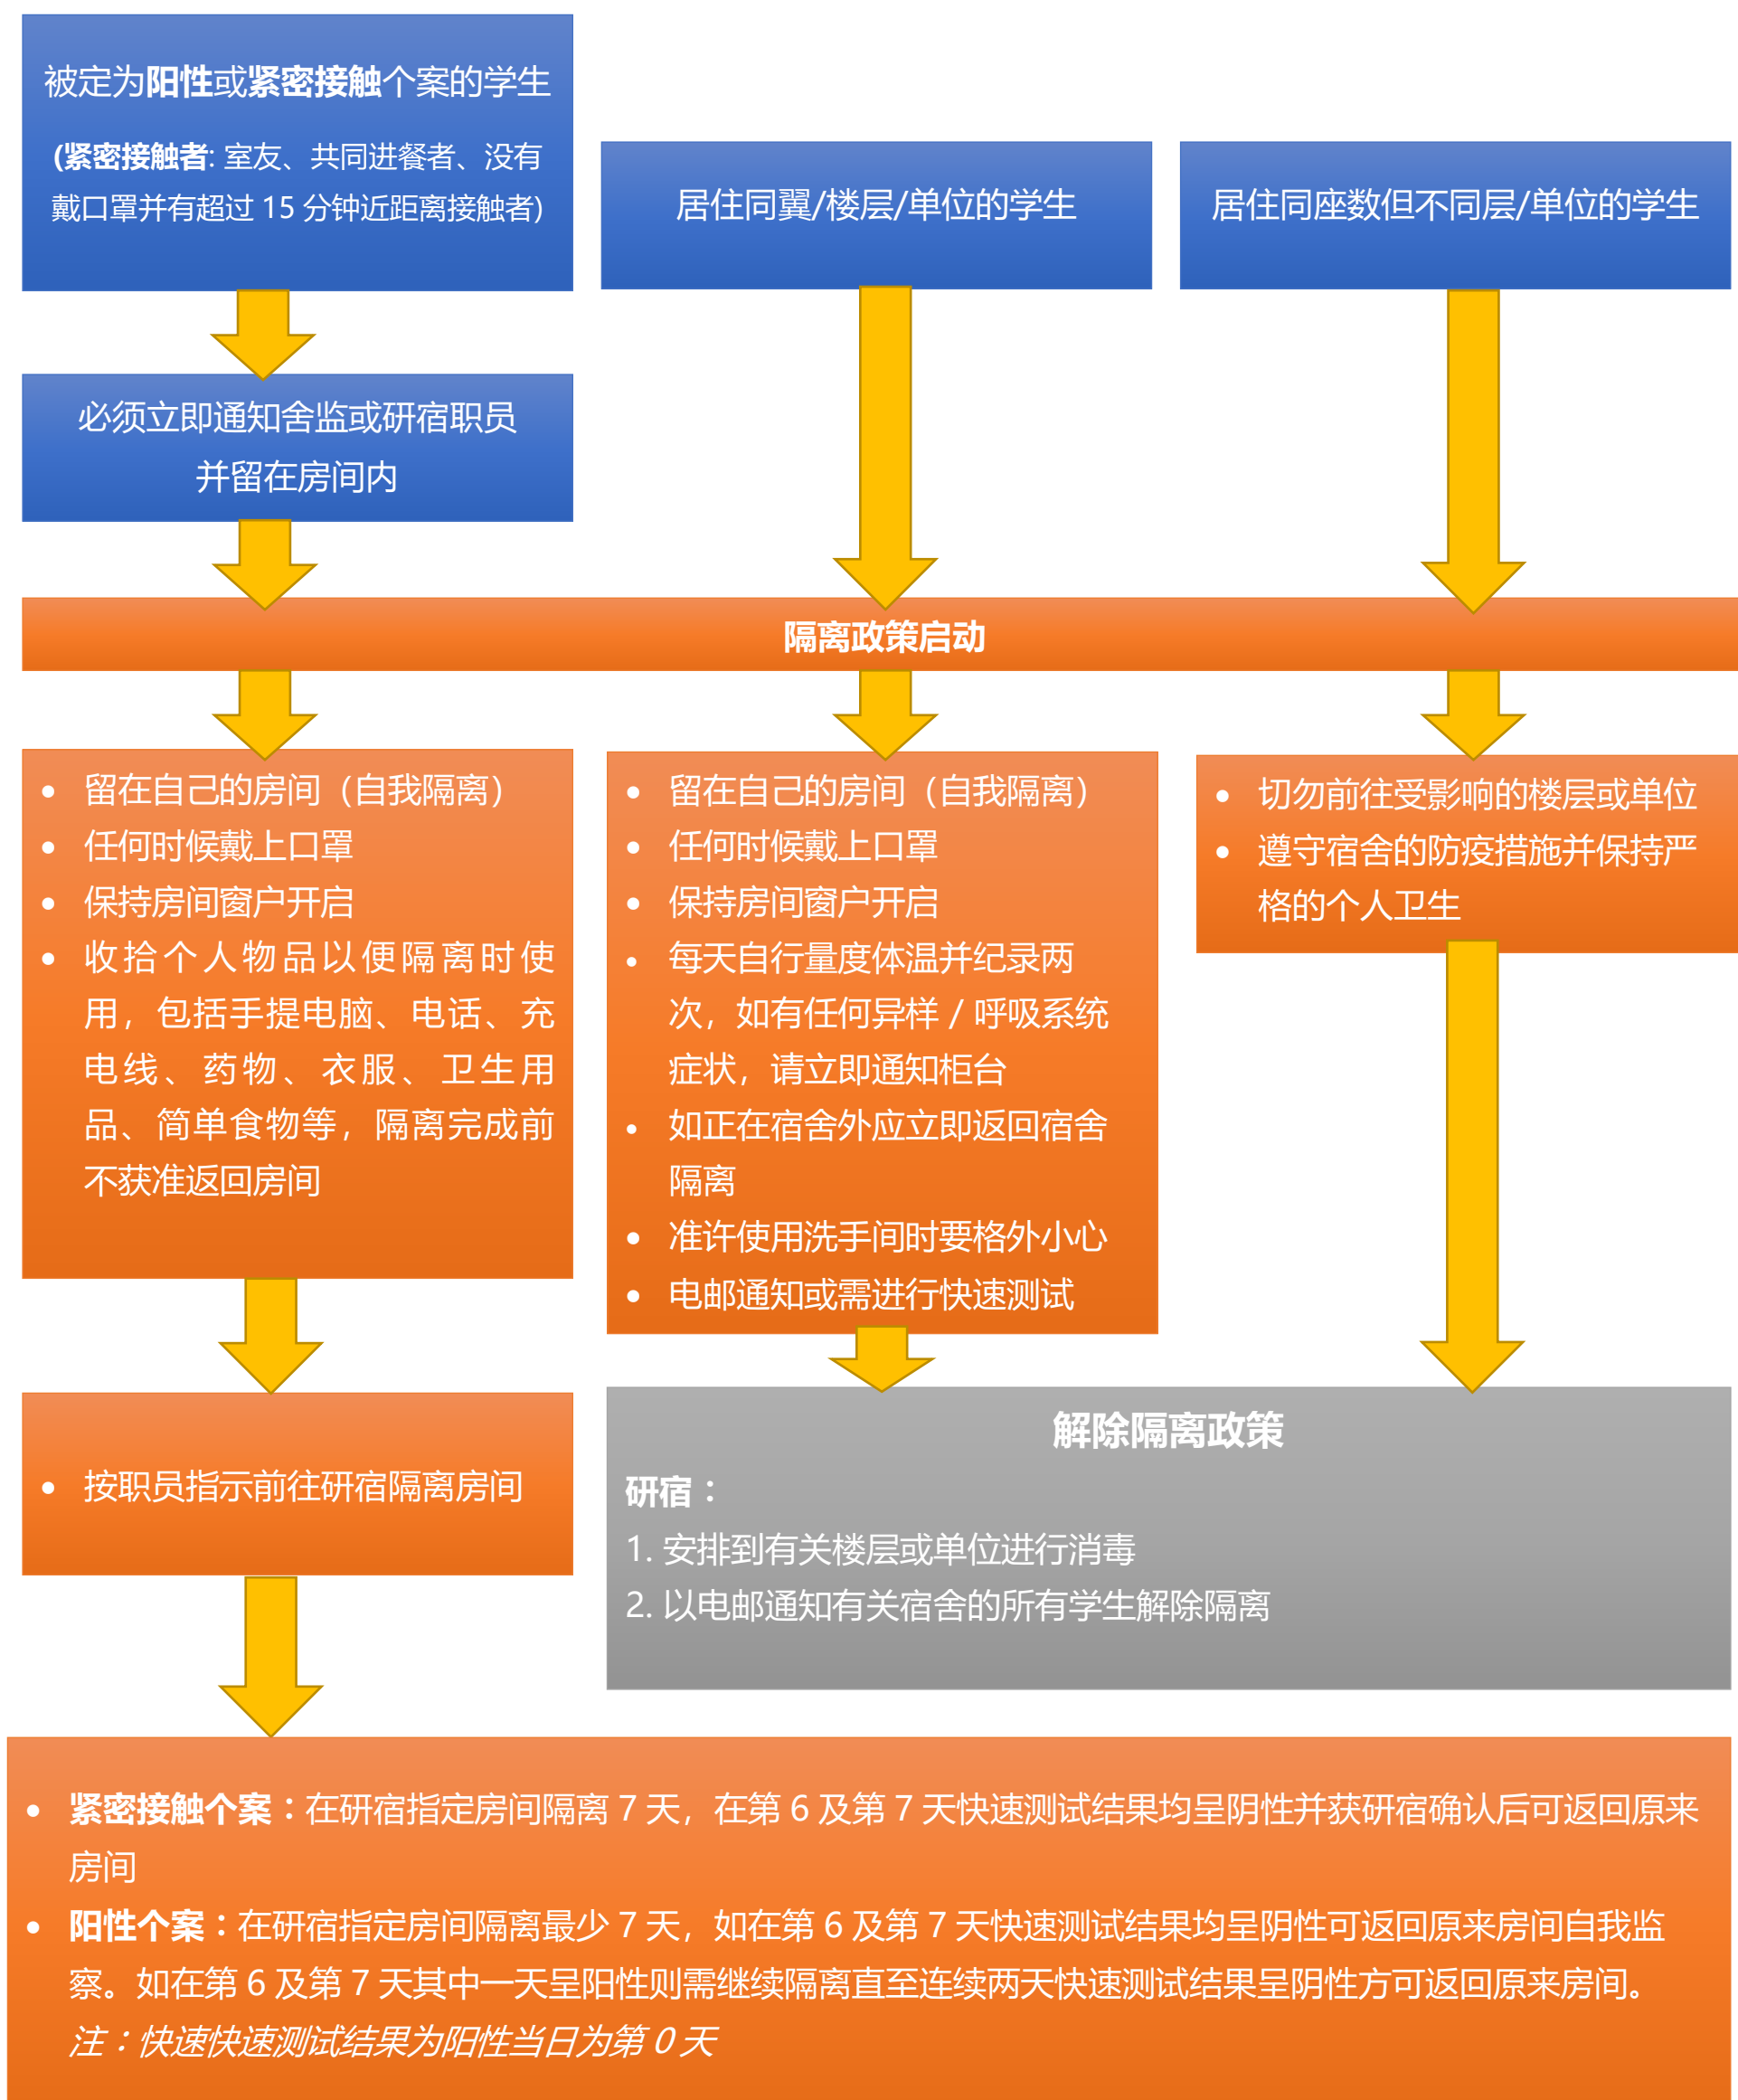 被定为阳性或紧密接触个案的学生
(紧密接触者: 室友、共同进餐者、没有
戴口罩并有超过 15 分钟近距离接触者)
居住同翼/楼层/单位的学生
居住同座数但不同层/单位的学生
必须立即通知舍监或研宿职员
并留在房间内
隔离政策启动
• 留在自己的房间（自我隔离）
• 任何时候戴上口罩
• 保持房间窗户开启
• 收拾个人物品以便隔离时使
用，包括手提电脑、电话、充
电线、药物、衣服、卫生用
品、简单食物等，隔离完成前
不获准返回房间
• 留在自己的房间（自我隔离）
• 任何时候戴上口罩
• 保持房间窗户开启
• 每天自行量度体温并纪录两
次，如有任何异样 / 呼吸系统
症状，请立即通知柜台
• 如正在宿舍外应立即返回宿舍
隔离
• 准许使用洗手间时要格外小心
• 电邮通知或需进行快速测试
• 切勿前往受影响的楼层或单位
• 遵守宿舍的防疫措施并保持严
格的个人卫生
• 按职员指示前往研宿隔离房间
解除隔离政策
研宿：
1. 安排到有关楼层或单位进行消毒
2. 以电邮通知有关宿舍的所有学生解除隔离
• 紧密接触个案：在研宿指定房间隔离 7 天，在第 6 及第 7 天快速测试结果均呈阴性并获研宿确认后可返回原来
房间
• 阳性个案：在研宿指定房间隔离最少 7 天，如在第 6 及第 7 天快速测试结果均呈阴性可返回原来房间自我监
察。如在第 6 及第 7 天其中一天呈阳性则需继续隔离直至连续两天快速测试结果呈阴性方可返回原来房间。
注：快速快速测试结果为阳性当日为第 0 天